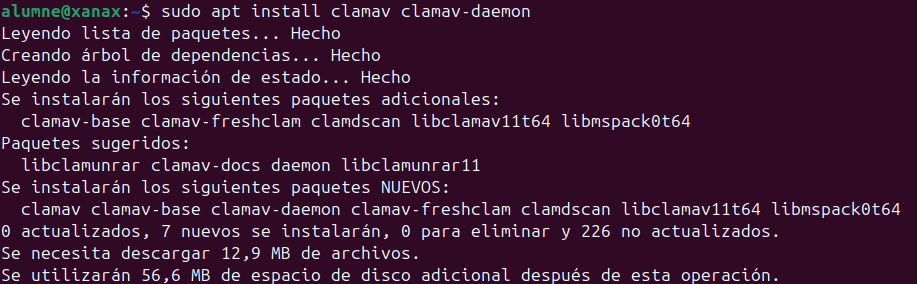 alumne@xanax:~$ sudo apt install clamav clamav-daemon
Leyendo lista de paquetes... Hecho
Creando árbol de dependencias... Hecho
Leyendo la información de estado... Hecho
Se instalarán los siguientes paquetes adicionales:
  clamav-base clamav-freshclam clamdscan libclamav11t64 libmspack0t64
Paquetes sugeridos:
  libclamunrar clamav-docs daemon libclamunrar11
Se instalarán los siguientes paquetes NUEVOS:
  clamav clamav-base clamav-daemon clamav-freshclam clamdscan libclamav11t64 libmspack0t64
0 actualizados, 7 nuevos se instalarán, 0 para eliminar y 226 no actualizados.
Se necesita descargar 12,9 MB de archivos.
Se utilizarán 56,6 MB de espacio de disco adicional después de esta operación.